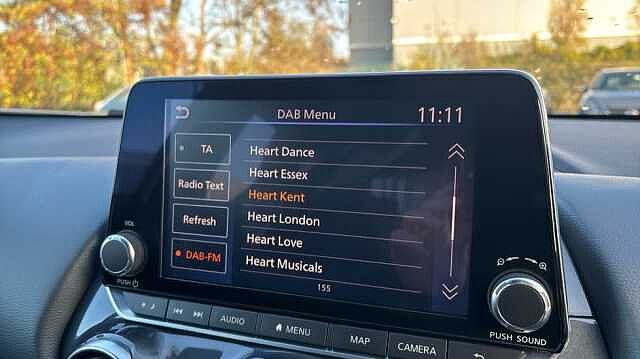 DAB Menu 11:11
TA
Radio Text
Refresh
DAB-FM
Heart Dance
Heart Essex
Heart Kent
Heart London
Heart Love
Heart Musicals
155
VOL
PUSH
AUDIO
MENU
MAP
CAMERA
PUSH SOUND